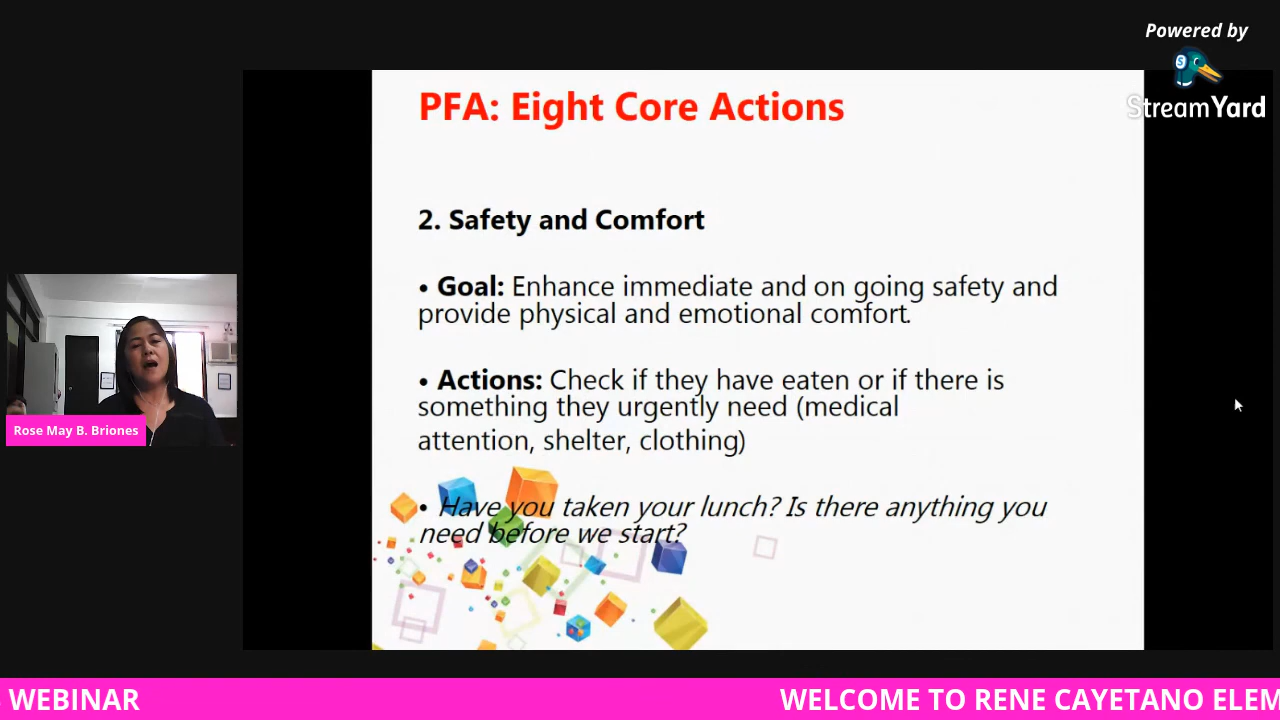 Powered by
StreamYard
PFA: Eight Core Actions
2. Safety and Comfort
• Goal: Enhance immediate and on going safety and
provide physical and emotional comfort.
• Actions: Check if they have eaten or if there is
something they urgently need (medical
attention, shelter, clothing)
• Have you taken your lunch? Is there anything you
need before we start?
Rose May B. Briones
WEBINAR
WELCOME TO RENE CAYETANO ELEM